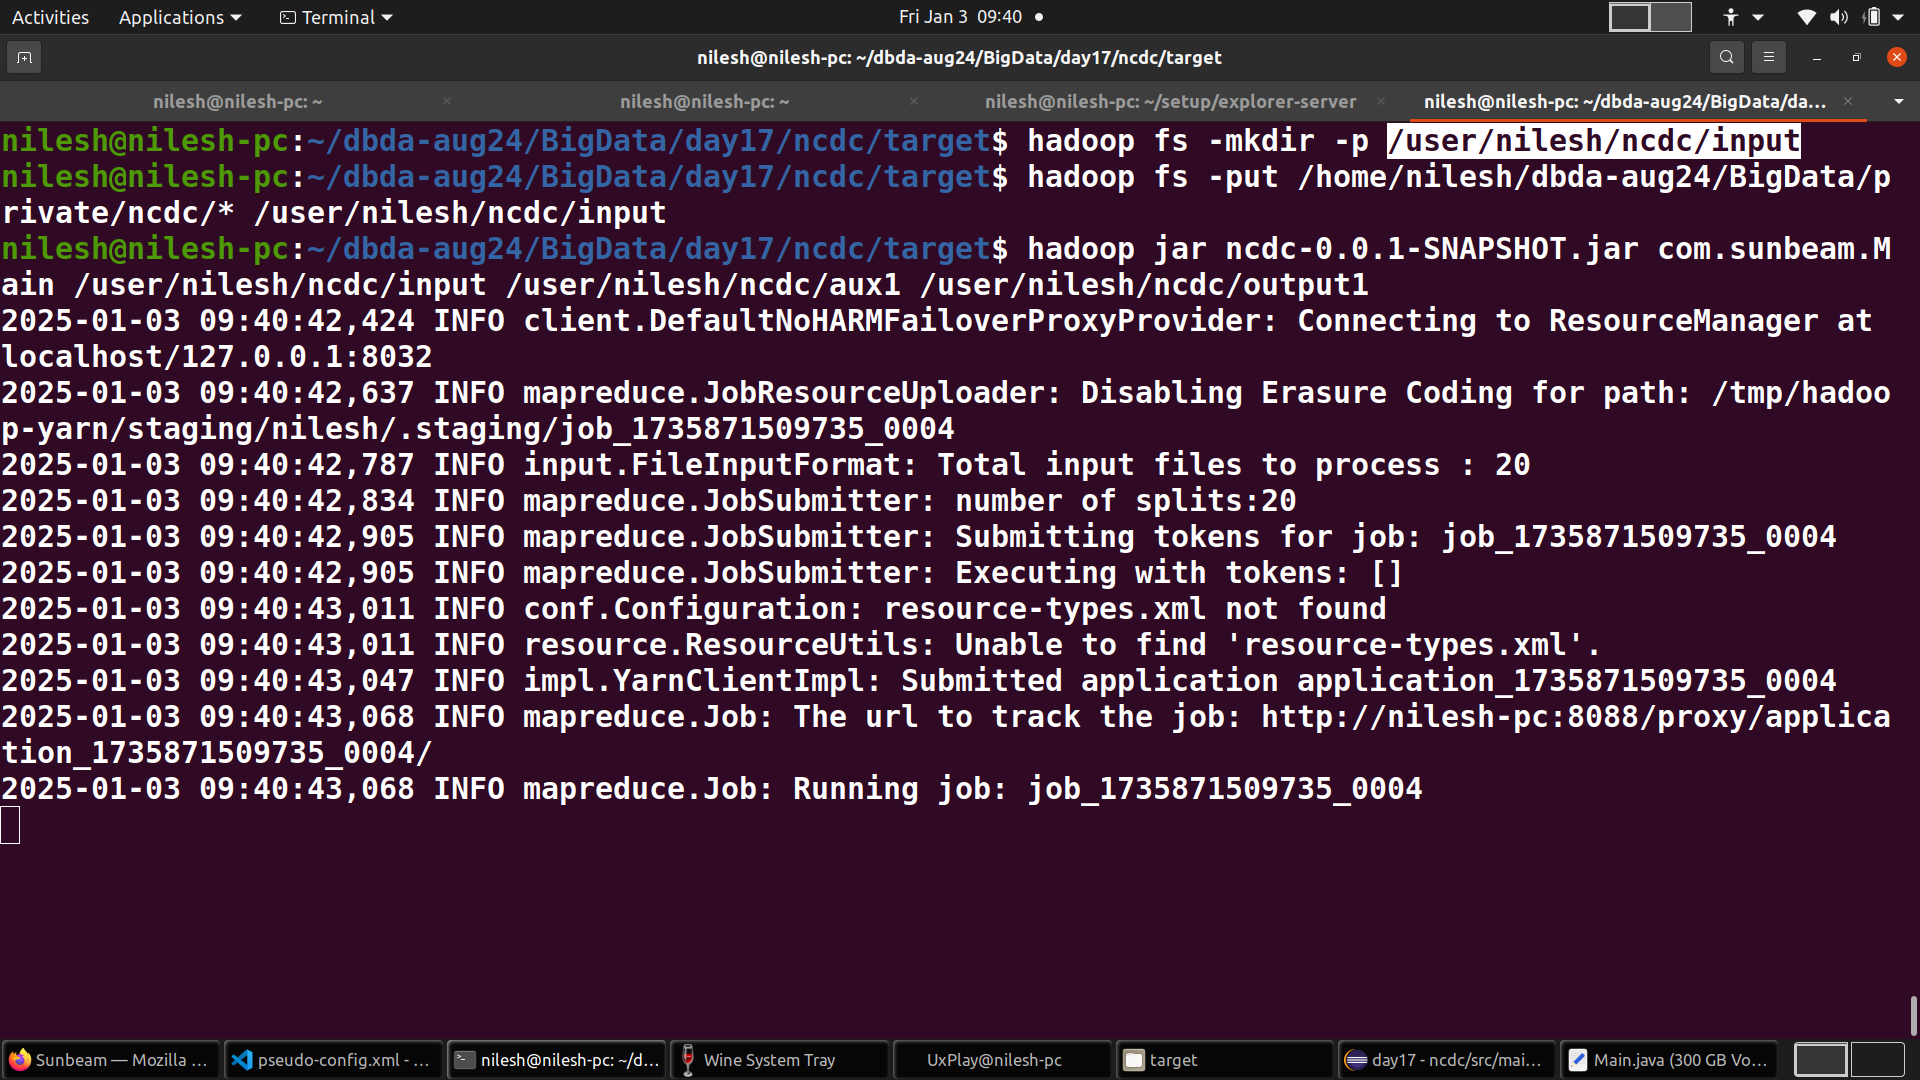 Activities Applications Terminal Fri Jan 3 09:40
nilesh@nilesh-pc: ~/dbda-aug24/BigData/day17/ncdc/target
nilesh@nilesh-pc: ~ nilesh@nilesh-pc: ~ nilesh@nilesh-pc: ~/setup/explorer-server nilesh@nilesh-pc: ~/dbda-aug24/BigData/da...
nilesh@nilesh-pc:~/dbda-aug24/BigData/day17/ncdc/target$ hadoop fs -mkdir -p /user/nilesh/ncdc/input
nilesh@nilesh-pc:~/dbda-aug24/BigData/day17/ncdc/target$ hadoop fs -put /home/nilesh/dbda-aug24/BigData/p
rivate/ncdc/* /user/nilesh/ncdc/input
nilesh@nilesh-pc:~/dbda-aug24/BigData/day17/ncdc/target$ hadoop jar ncdc-0.0.1-SNAPSHOT.jar com.sunbeam.M
ain /user/nilesh/ncdc/input /user/nilesh/ncdc/aux1 /user/nilesh/ncdc/output1
2025-01-03 09:40:42,424 INFO client.DefaultNoHARMFailoverProxyProvider: Connecting to ResourceManager at
localhost/127.0.0.1:8032
2025-01-03 09:40:42,637 INFO mapreduce.JobResourceUploader: Disabling Erasure Coding for path: /tmp/hadoo
p-yarn/staging/nilesh/.staging/job_1735871509735_0004
2025-01-03 09:40:42,787 INFO input.FileInputFormat: Total input files to process : 20
2025-01-03 09:40:42,834 INFO mapreduce.JobSubmitter: number of splits:20
2025-01-03 09:40:42,905 INFO mapreduce.JobSubmitter: Submitting tokens for job: job_1735871509735_0004
2025-01-03 09:40:42,905 INFO mapreduce.JobSubmitter: Executing with tokens: []
2025-01-03 09:40:43,011 INFO conf.Configuration: resource-types.xml not found
2025-01-03 09:40:43,011 INFO resource.ResourceUtils: Unable to find 'resource-types.xml'.
2025-01-03 09:40:43,047 INFO impl.YarnClientImpl: Submitted application application_1735871509735_0004
2025-01-03 09:40:43,068 INFO mapreduce.Job: The url to track the job: http://nilesh-pc:8088/proxy/applica
tion_1735871509735_0004/
2025-01-03 09:40:43,068 INFO mapreduce.Job: Running job: job_1735871509735_0004
Sunbeam — Mozilla ... pseudo-config.xml - ... nilesh@nilesh-pc: ~/d... Wine System Tray UxPlay@nilesh-pc target day17 - ncdc/src/mai... Main.java (300 GB Vo...